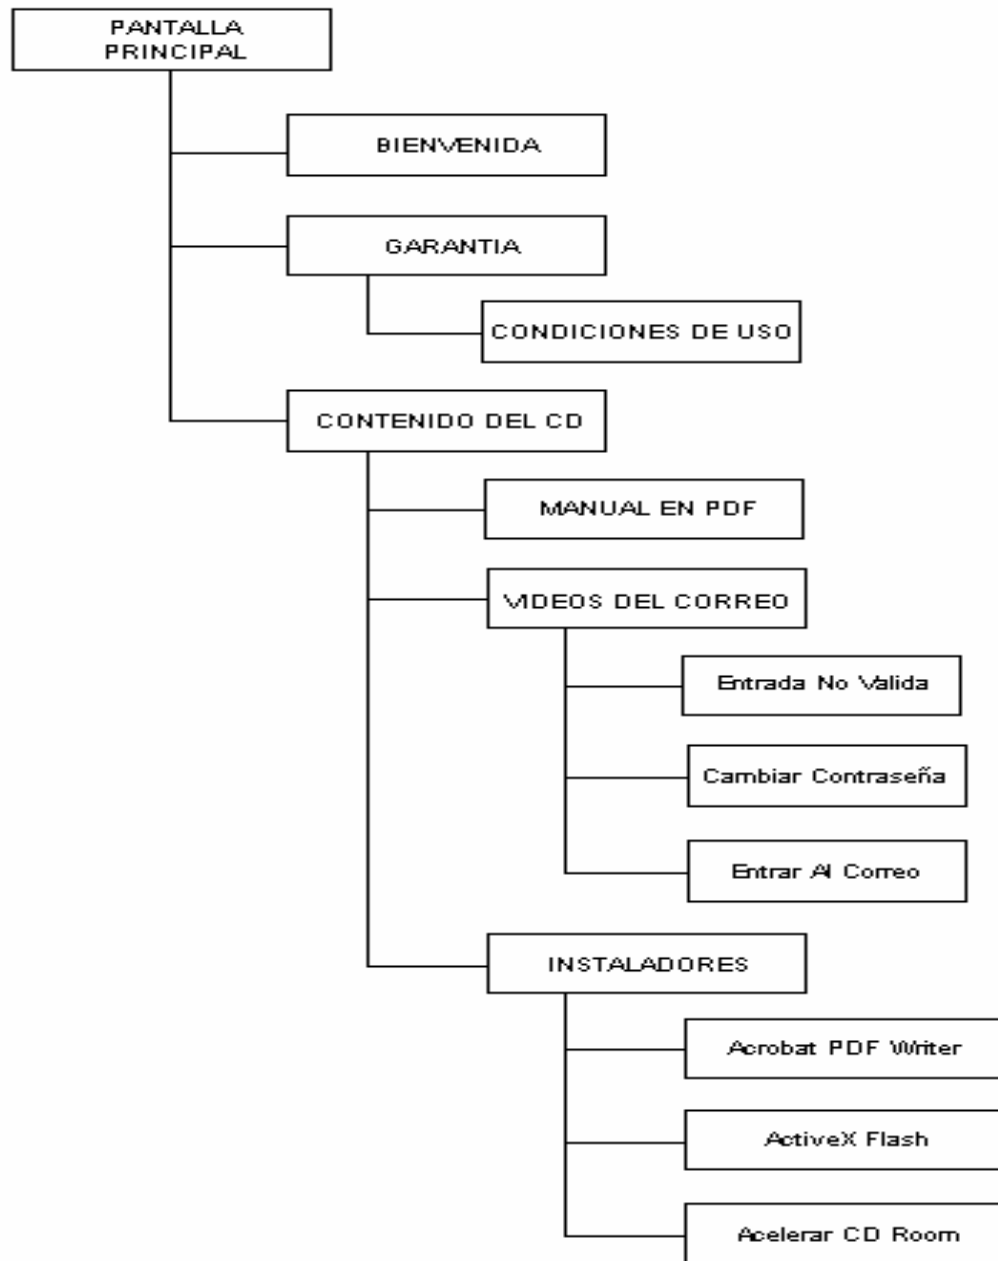 PANTALLA
PRINCIPAL
BIENVENIDA
GARANTIA
CONDICIONES DE USO
CONTENIDO DEL CD
MANUAL EN PDF
VIDEOS DEL CORREO
Entrada No Valida
Cambiar Contraseña
Entrar Al Correo
INSTALADORES
Acrobat PDF Writer
ActiveX Flash
Acelerar CD Room